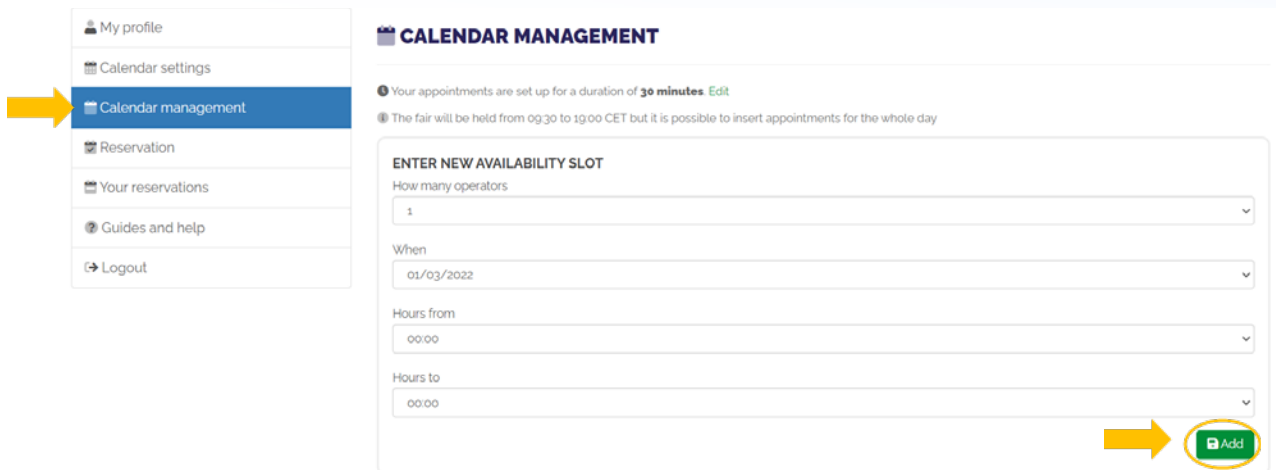 My profile
Calendar settings
Calendar management
Reservation
Your reservations
Guides and help
Logout
CALENDAR MANAGEMENT
Your appointments are set up for a duration of 30 minutes. Edit
The fair will be held from 09:30 to 19:00 CET but it is possible to insert appointments for the whole day
ENTER NEW AVAILABILITY SLOT
How many operators
1
When
01/03/2022
Hours from
00:00
Hours to
00:00
Add